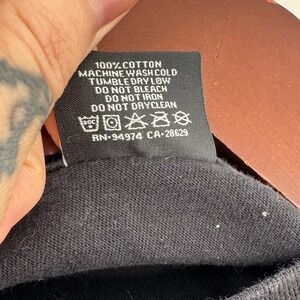 100% COTTON
MACHINE WASH COLD
TUMBLE DRY LOW
DO NOT BLEACH
DO NOT IRON
DO NOT DRYCLEAN
RN•94974 CA•28629